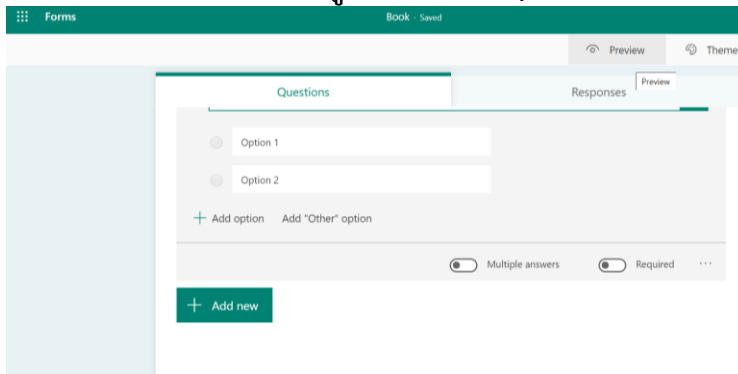 Forms
Book - Saved
Preview
Theme
Preview
Questions
Responses
Option 1
Option 2
Add option Add "Other" option
Multiple answers Required
Add new